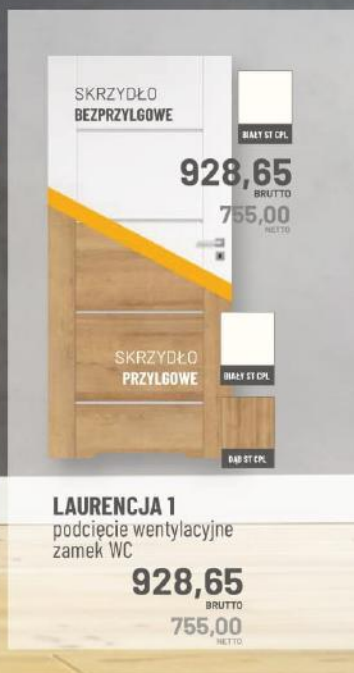 SKRZYDŁO
BEZPRZYLGOWE
BIAŁY ST CPL
928,65
BRUTTO
755,00
NETTO
SKRZYDŁO
PRZYLGOWE
BIAŁY ST CPL
DĄB ST CPL
LAURENCJA 1
podcięcie wentylacyjne
zamek WC
928,65
BRUTTO
755,00
NETTO